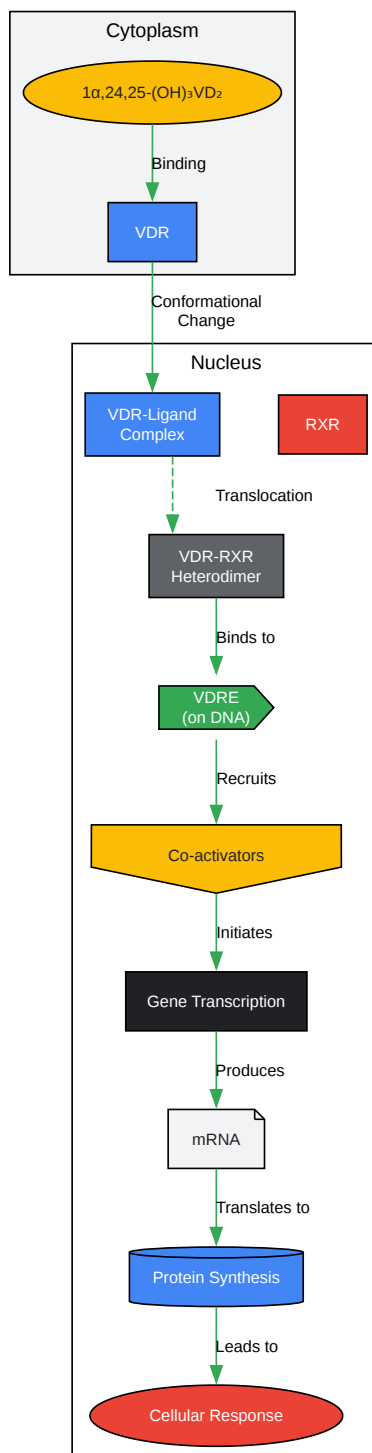 Cytoplasm
1α,24,25-(OH)₃VD₂
Binding
VDR
Conformational
Change
Nucleus
VDR-Ligand
Complex
RXR
Translocation
VDR-RXR
Heterodimer
Binds to
VDRE
(on DNA)
Recruits
Co-activators
Initiates
Gene Transcription
Produces
mRNA
Translates to
Protein Synthesis
Leads to
Cellular Response